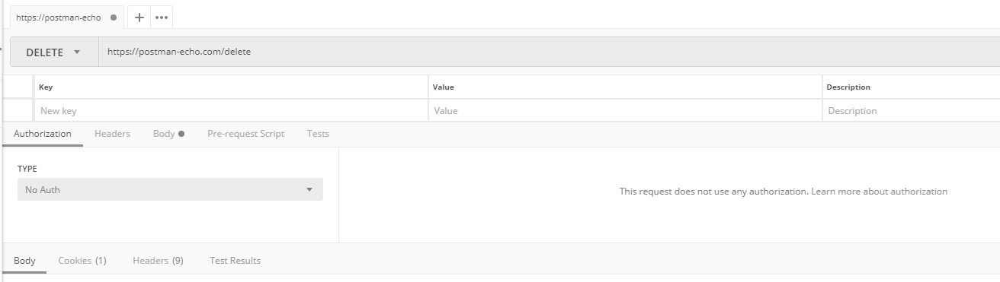 https://postman-echo
DELETE https://postman-echo.com/delete
Key Value Description
New key Value Description
Authorization Headers Body Pre-request Script Tests
TYPE
No Auth
This request does not use any authorization. Learn more about authorization
Body Cookies (1) Headers (9) Test Results